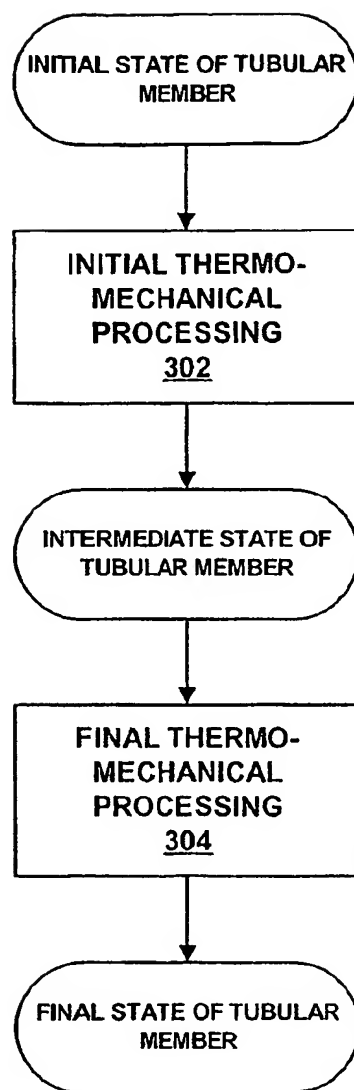 INITIAL STATE OF TUBULAR
MEMBER
INITIAL THERMO-
MECHANICAL
PROCESSING
302
INTERMEDIATE STATE OF
TUBULAR MEMBER
FINAL THERMO-
MECHANICAL
PROCESSING
304
FINAL STATE OF TUBULAR
MEMBER